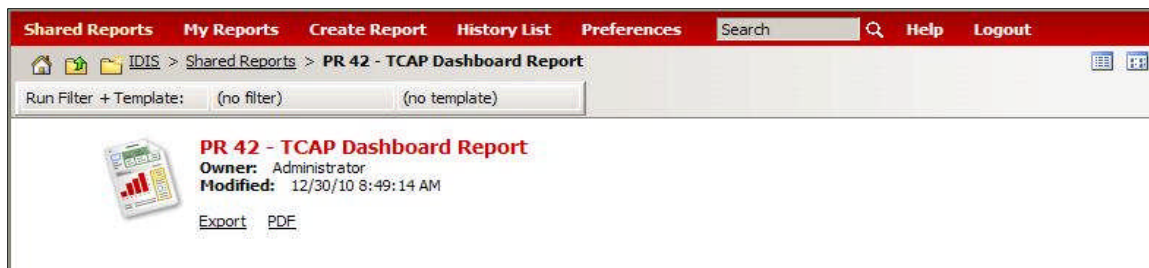 Shared Reports My Reports Create Report History List Preferences Search Help Logout
IDIS > Shared Reports > PR 42 - TCAP Dashboard Report
Run Filter + Template: (no filter) (no template)
PR 42 - TCAP Dashboard Report
Owner: Administrator
Modified: 12/30/10 8:49:14 AM
Export PDF